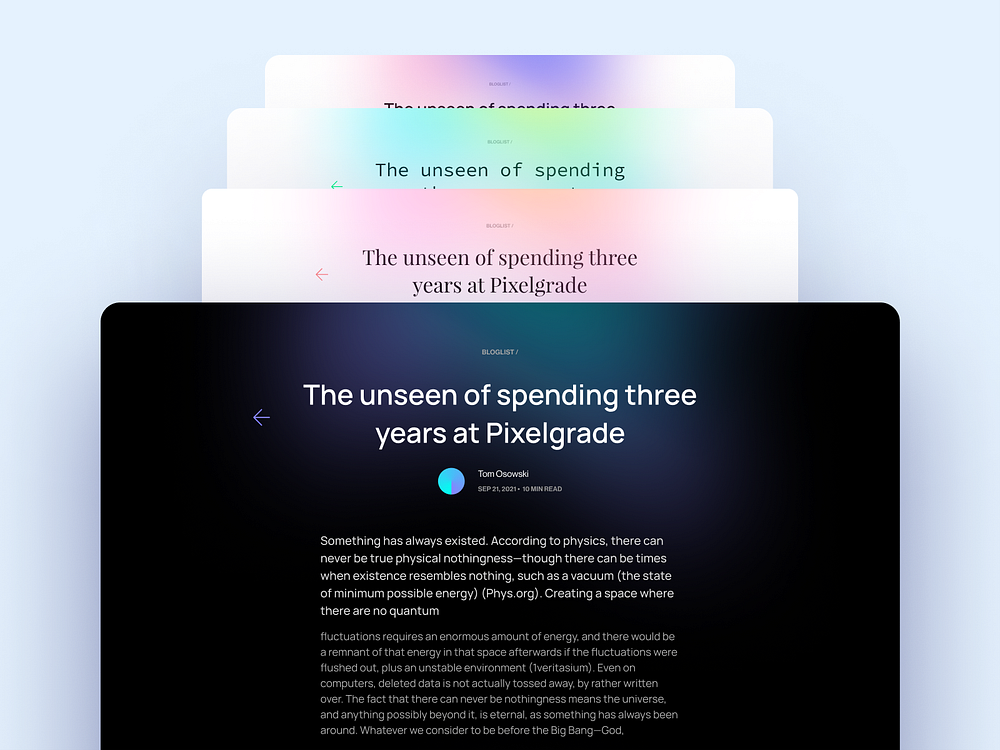 BLOGLIST /
The unseen of spending three
BLOGLIST /
The unseen of spending
BLOGLIST /
The unseen of spending three
years at Pixelgrade
BLOGLIST /
The unseen of spending three
years at Pixelgrade
Tom Osowski
SEP 21, 2021 • 10 MIN READ
Something has always existed. According to physics, there can
never be true physical nothingness—though there can be times
when existence resembles nothing, such as a vacuum (the state
of minimum possible energy) (Phys.org). Creating a space where
there are no quantum
fluctuations requires an enormous amount of energy, and there would be
a remnant of that energy in that space afterwards if the fluctuations were
flushed out, plus an unstable environment (1veritasium). Even on
computers, deleted data is not actually tossed away, by rather written
over. The fact that there can never be nothingness means the universe,
and anything possibly beyond it, is eternal, as something has always been
around. Whatever we consider to be before the Big Bang—God,